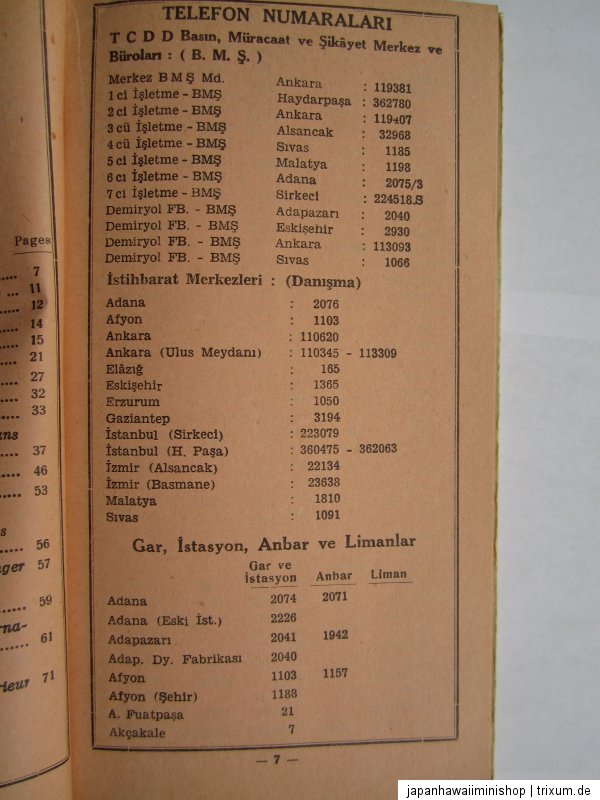 Pages
7
11
12
14
15
21
27
32
33
37
46
53
56
57
59
61
71
TELEFON NUMARALARI
T C D D Basın, Müracaat ve Şikâyet Merkez ve
Büroları : ( B. M. Ş. )
Merkez B M Ş Md. Ankara : 119381
1 ci İşletme - BMŞ Haydarpaşa : 362780
2 ci İşletme - BMŞ Ankara :
3 cü İşletme - BMŞ Alsancak : 32968
4 cü İşletme - BMŞ Sıvas : 1185
5 ci İşletme - BMŞ Malatya : 1198
6 cı İşletme - BMŞ Adana : 2075/3
7 ci İşletme - BMŞ Sirkeci : 224518.S
Demiryol FB. - BMŞ Adapazarı : 2040
Demiryol FB. - BMŞ Eskişehir : 2930
Demiryol FB. - BMŞ Ankara : 113093
Demiryol FB. - BMŞ Sıvas : 1066
İstihbarat Merkezleri : (Danışma)
Adana : 2076
Afyon : 1103
Ankara : 110620
Ankara (Ulus Meydanı) : 110345 - 113309
Elâzığ : 165
Eskişehir : 1365
Erzurum : 1050
Gaziantep : 3194
İstanbul (Sirkeci) : 223079
İstanbul (H. Paşa) : 360475 - 362063
İzmir (Alsancak) : 22134
İzmir (Basmane) : 23638
Malatya : 1810
Sıvas : 1091
Gar, İstasyon, Anbar ve Limanlar
Gar ve
İstasyon Anbar Liman
Adana 2074 2071
Adana (Eski İst.) 2226
Adapazarı 2041 1942
Adap. Dy. Fabrikası 2040
Afyon 1103 1157
Afyon (Şehir) 1188
A. Fuatpaşa 21
Akçakale 7
— 7 —
japanhawaiiminishop | trixum.de